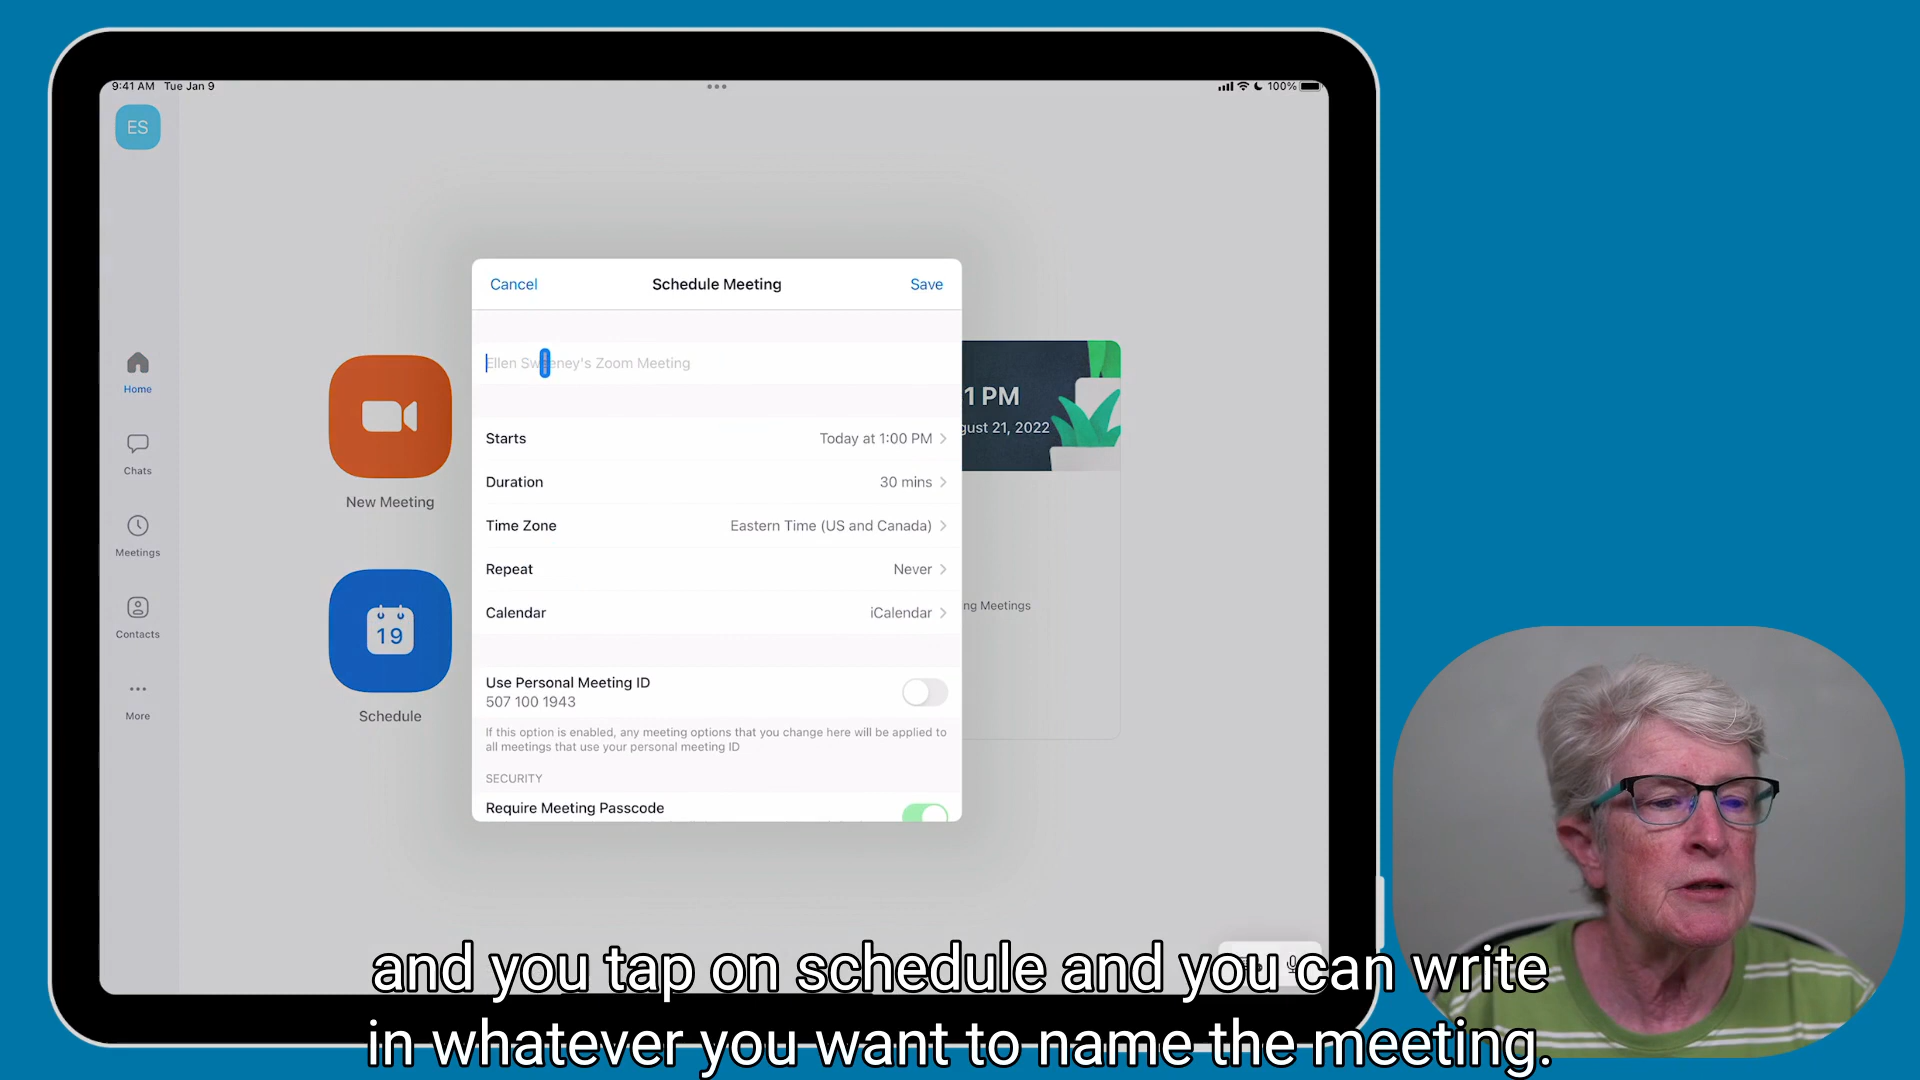 9:41 AM Tue Jan 9
100%
ES
Home
Chats
Meetings
Contacts
More
New Meeting
19
Schedule
Cancel
Schedule Meeting
Save
Ellen Sweeney's Zoom Meeting
Starts
Today at 1:00 PM
Duration
30 mins
Time Zone
Eastern Time (US and Canada)
Repeat
Never
Calendar
iCalendar
Use Personal Meeting ID
507 100 1943
If this option is enabled, any meeting options that you change here will be applied to
all meetings that use your personal meeting ID
SECURITY
Require Meeting Passcode
1 PM
gust 21, 2022
ng Meetings
and you tap on schedule and you can write
in whatever you want to name the meeting.